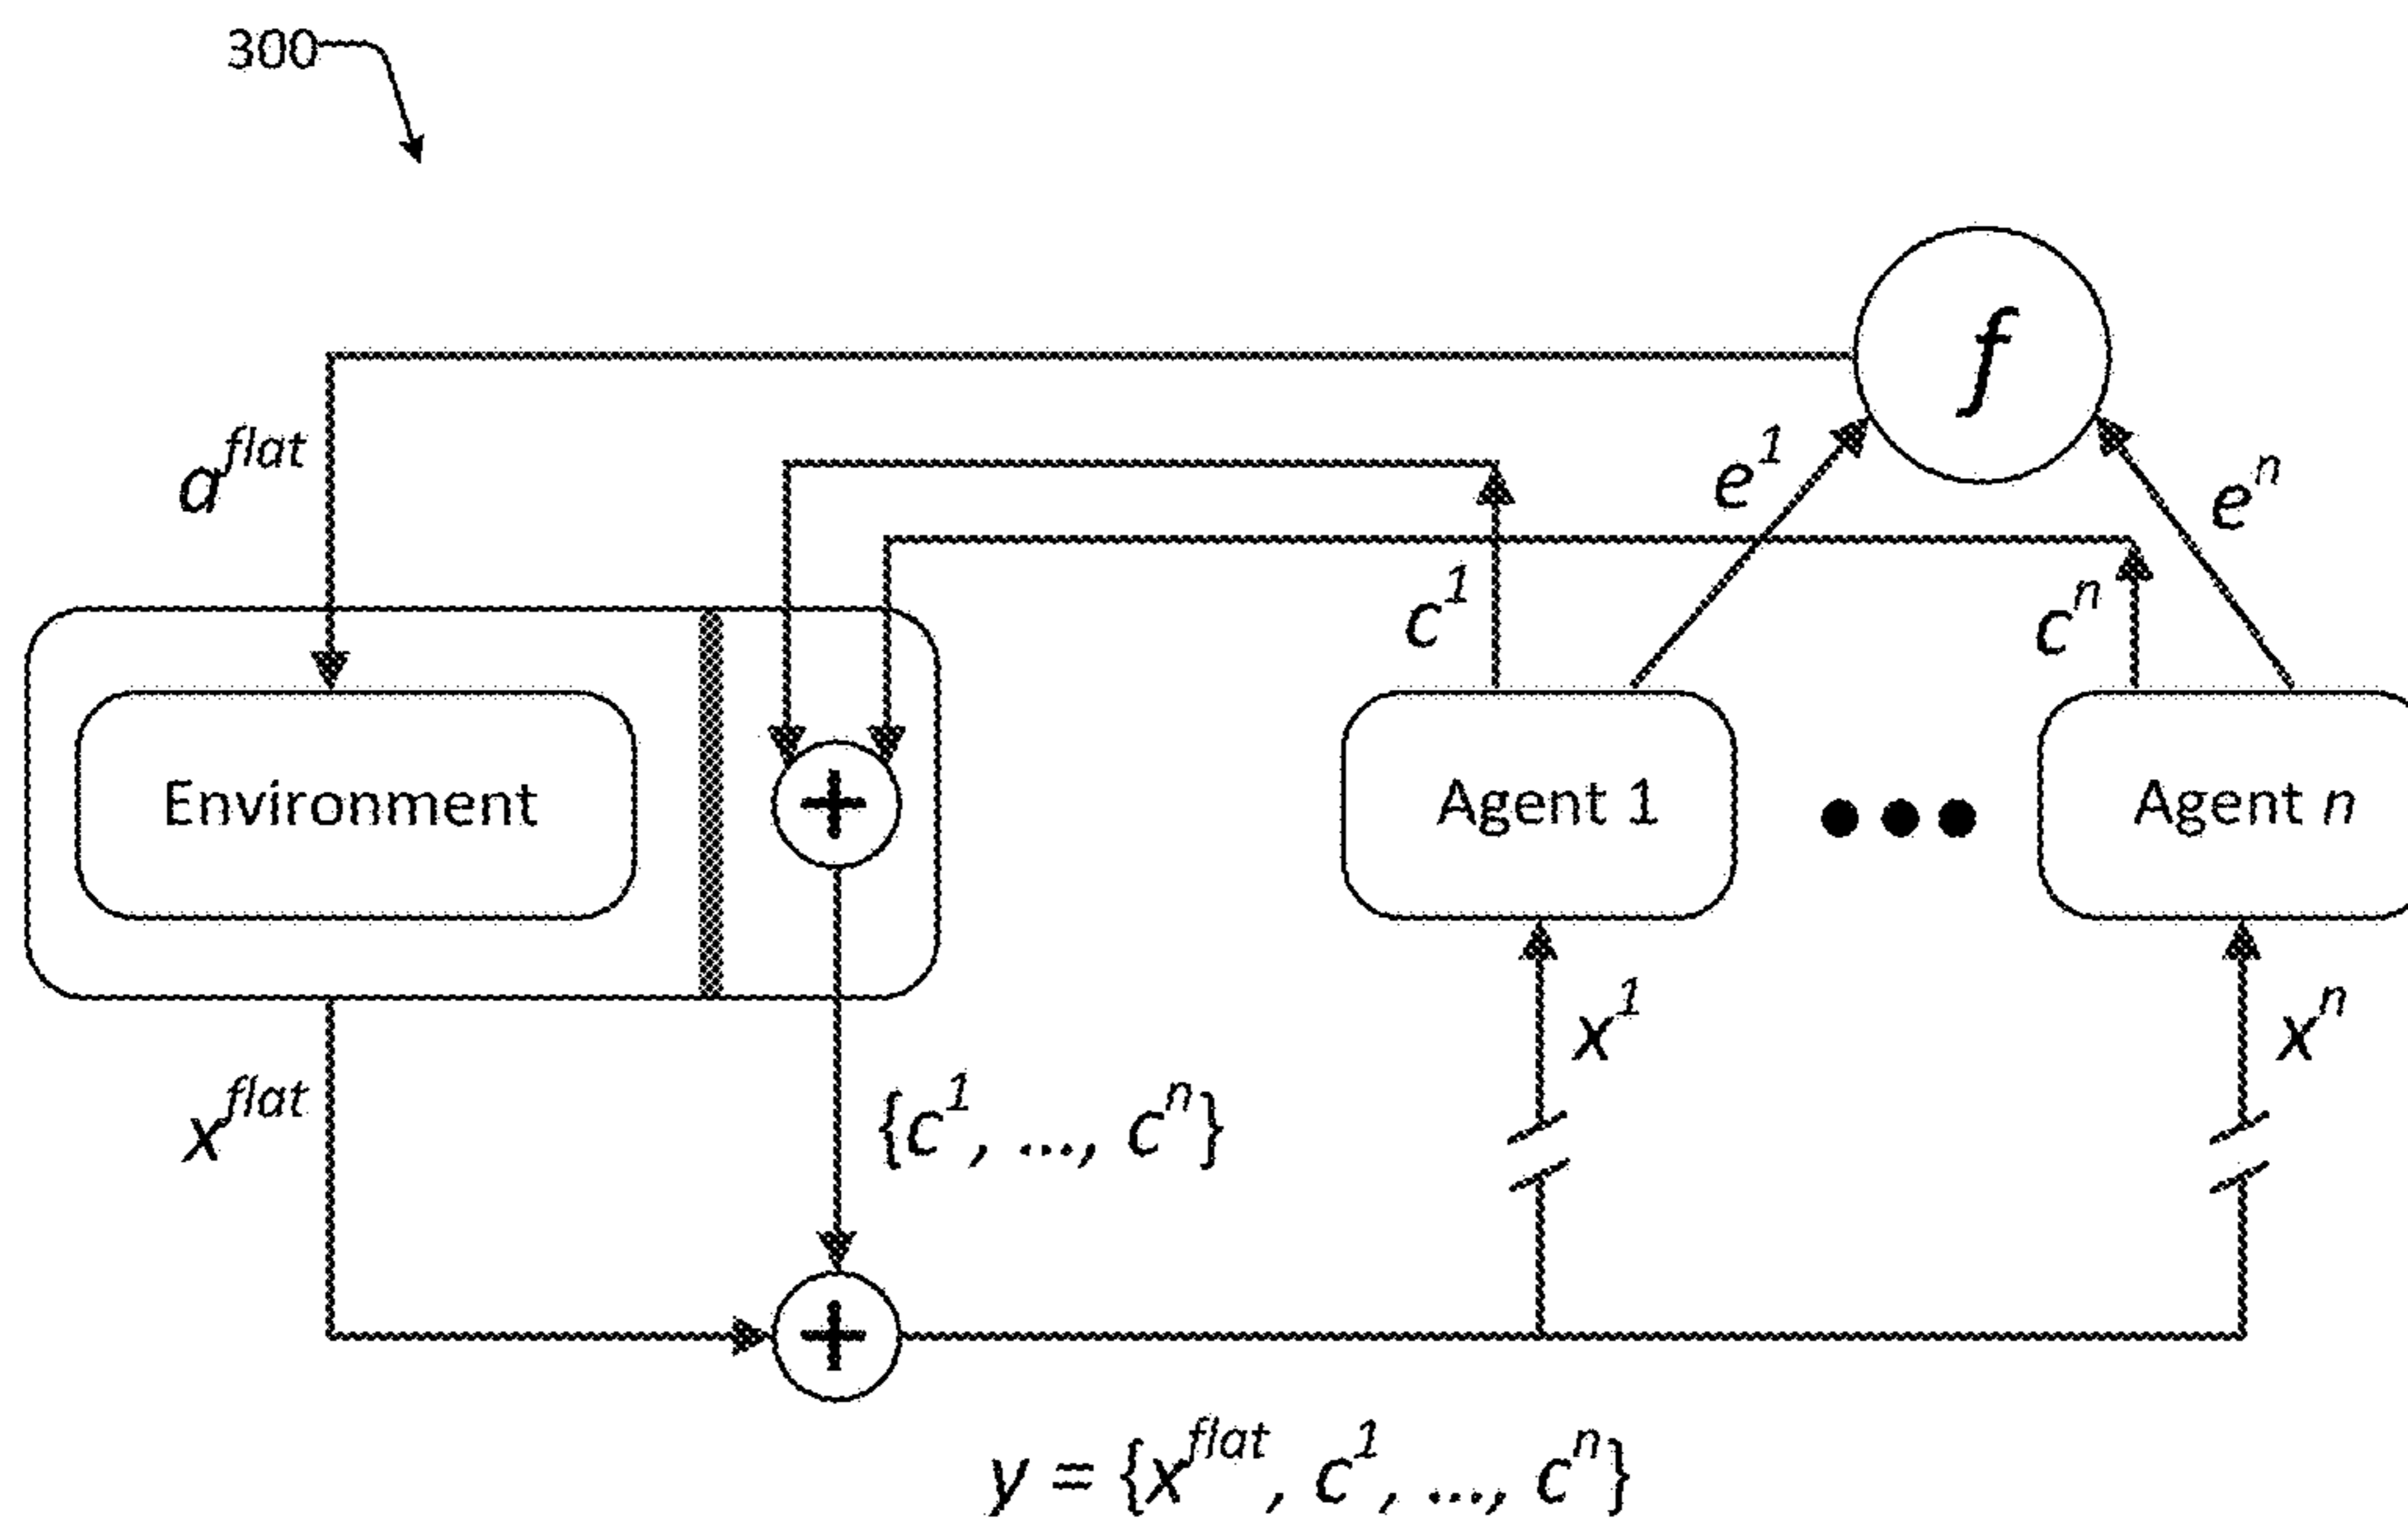 300
f
a^flat
e^1
e^n
c^1
c^n
Environment
+
Agent 1
Agent n
x^1
x^n
x^flat
{c^1, ..., c^n}
+
y = {x^flat, c^1, ..., c^n}